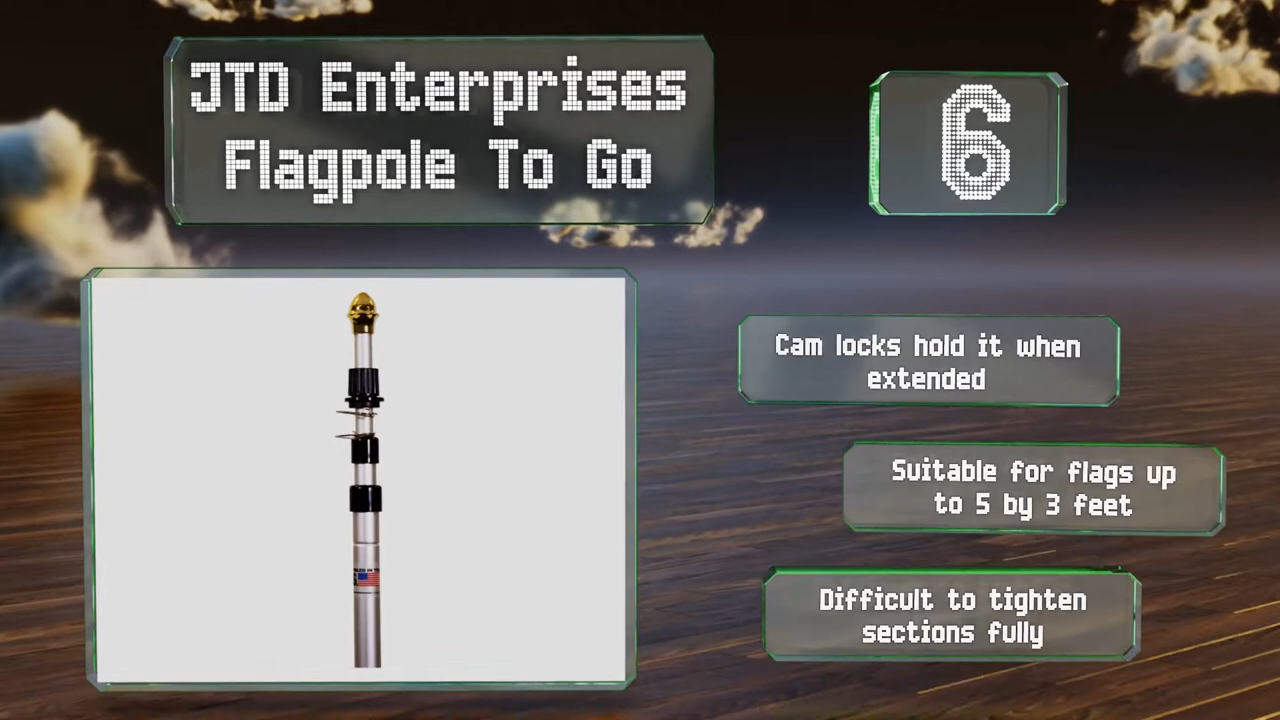 JTD Enterprises
Flagpole To Go
6
Cam locks hold it when
extended
Suitable for flags up
to 5 by 3 feet
Difficult to tighten
sections fully